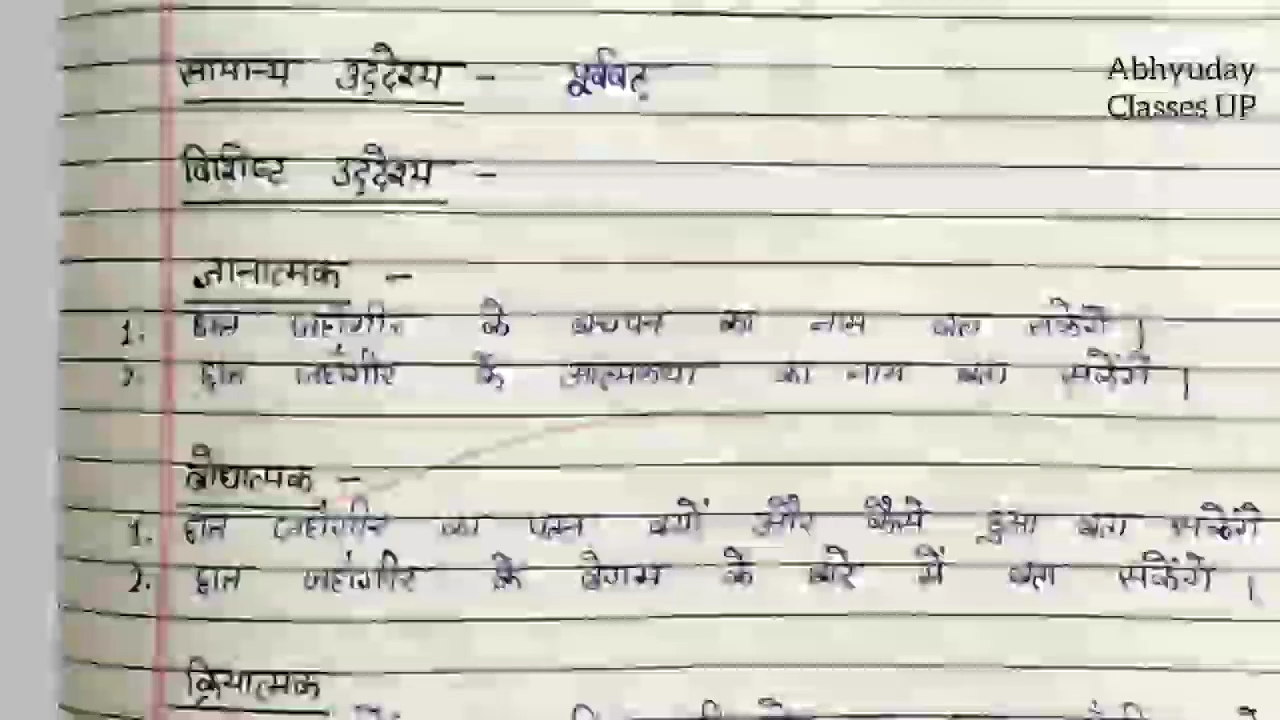 सामान्य उद्देश्य - पूर्ववत्
Abhyuday
Classes UP
विशिष्ट उद्देश्य -
ज्ञानात्मक -
1. छात्र जहाँगीर के बचपन का नाम बता सकेंगे |
2. छात्र जहाँगीर के आत्मकथा का नाम बता सकेंगे |
बोधात्मक -
1. छात्र जहाँगीर का पतन क्यों और कैसे हुआ बता सकेंगे
2. छात्र जहांगीर के बेगम के बारे में बता सकेंगे |
क्रियात्मक